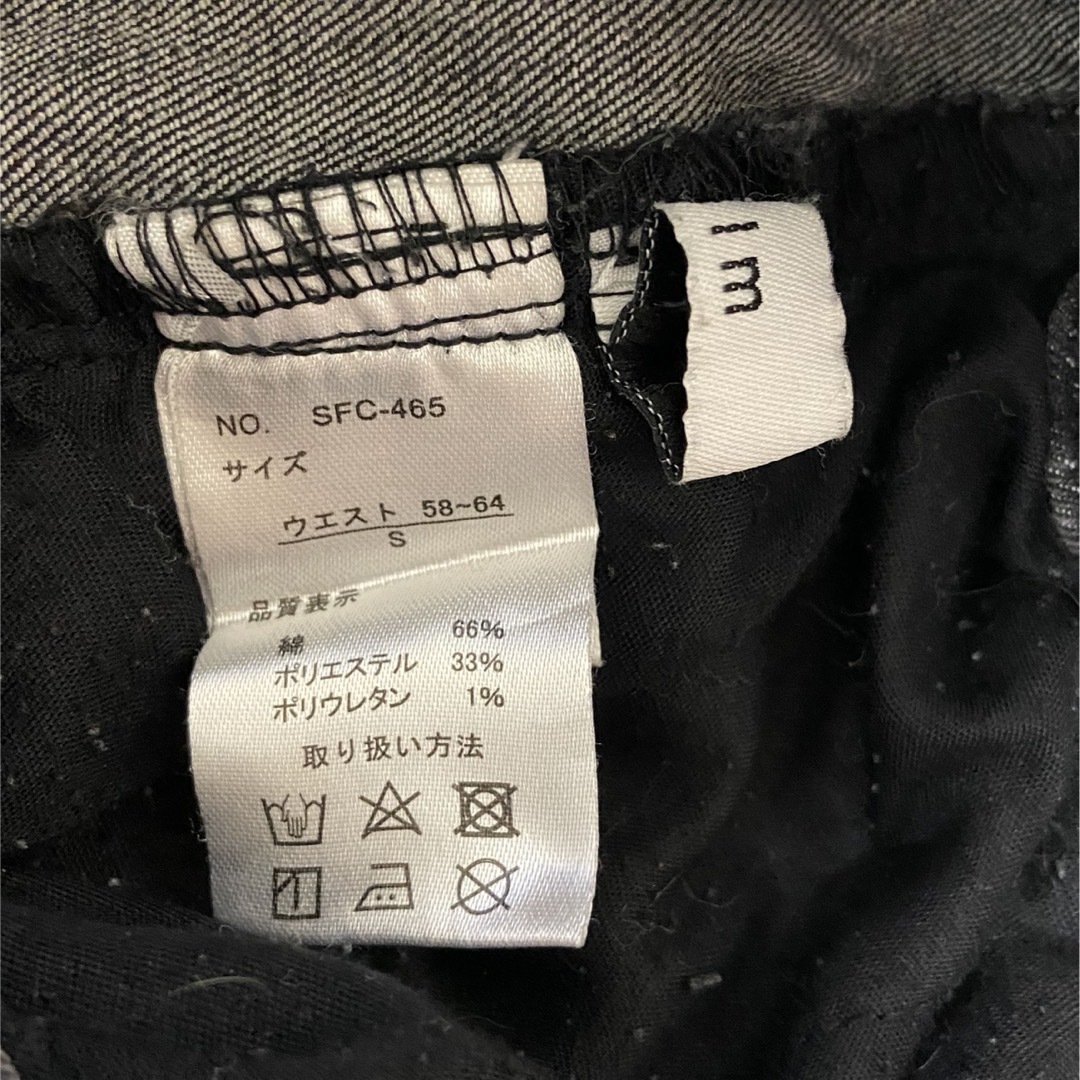 NO. SFC-465
サイズ
ウエスト 58~64
S
品質表示
綿 66%
ポリエステル 33%
ポリウレタン 1%
取り扱い方法